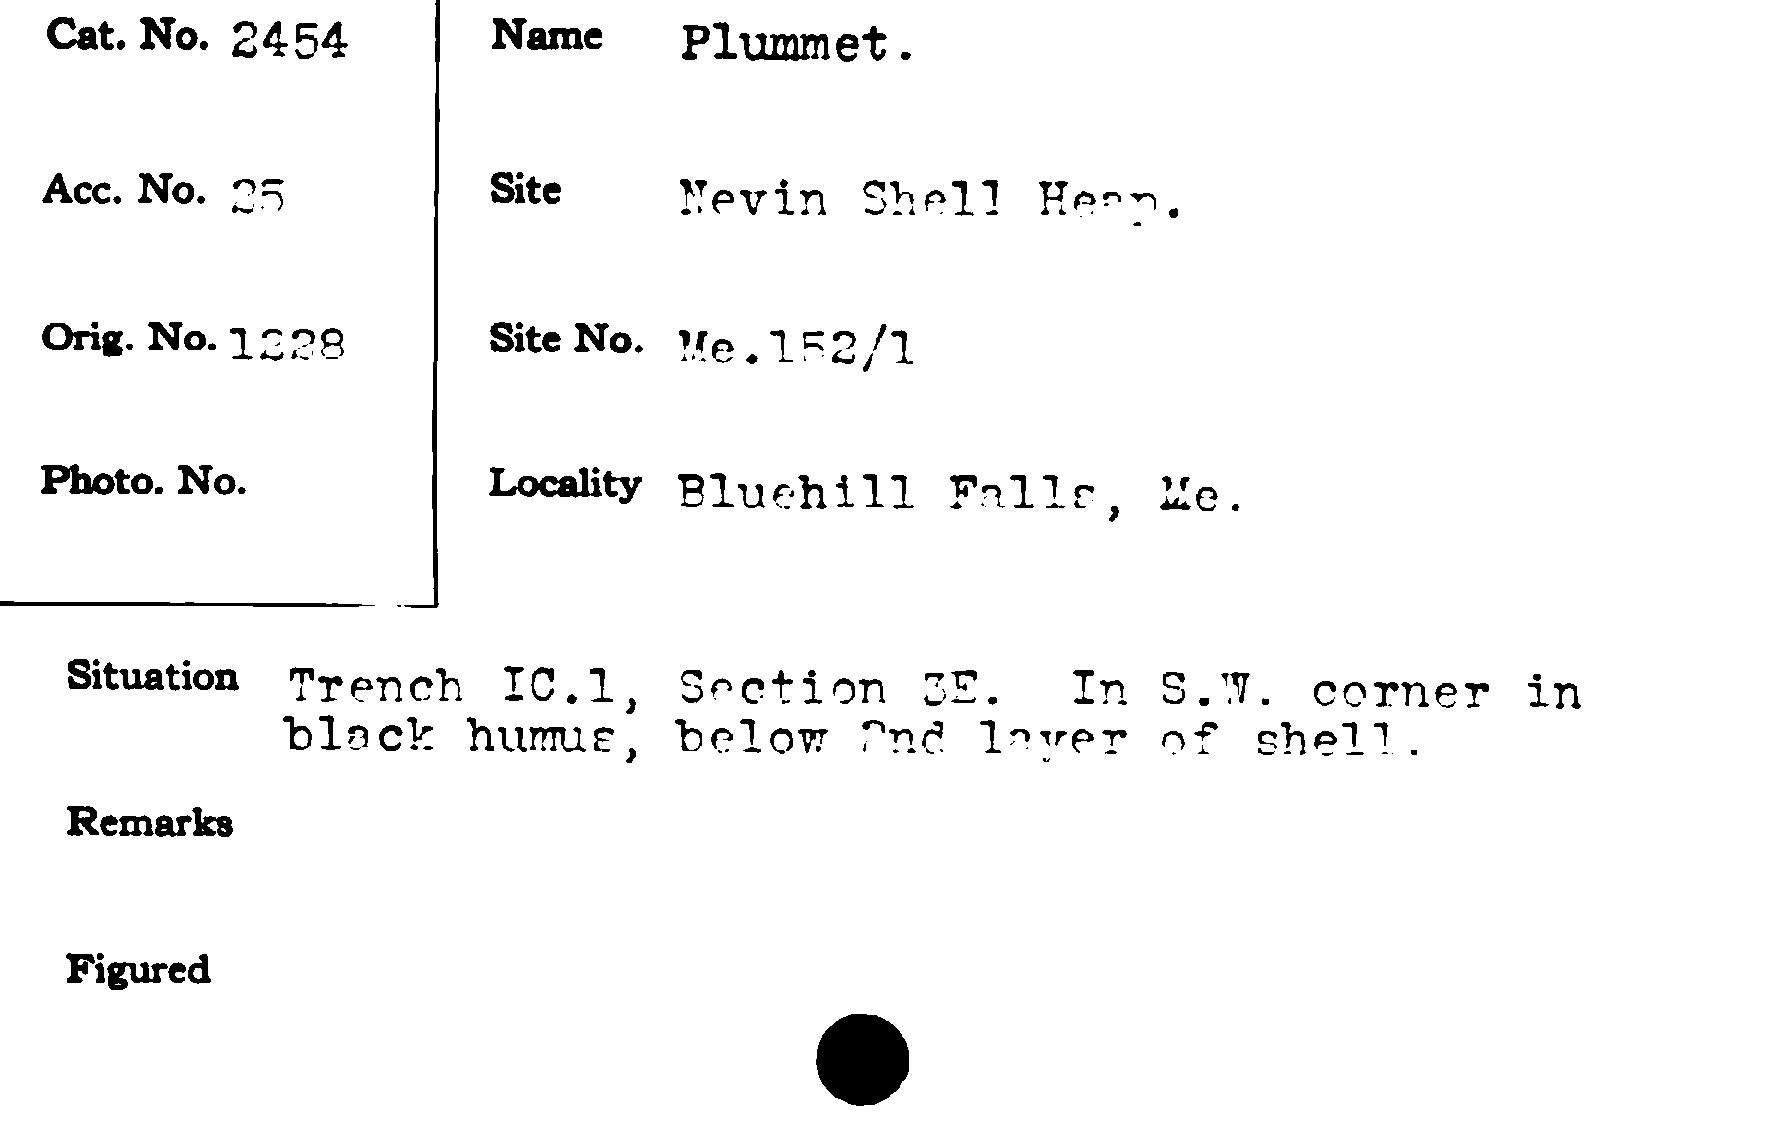 Cat. No. 2454
Name Plummet.
Acc. No. 25
Site Nevin Shell Heap.
Orig. No. 1228
Site No. Me.152/1
Photo. No.
Locality Bluehill Falls, Me.
Situation Trench IC.1, Section 3E. In S.W. corner in
black humus, below 2nd layer of shell.
Remarks
Figured